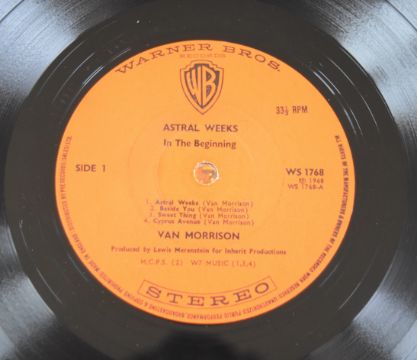 WARNER BROS.
RECORDS
WB
33⅓ RPM
ASTRAL WEEKS
In The Beginning
SIDE 1
WS 1768
℗ 1968
WS 1768-A
1. Astral Weeks (Van Morrison)
2. Beside You (Van Morrison)
3. Sweet Thing (Van Morrison)
4. Cyprus Avenue (Van Morrison)
VAN MORRISON
Produced by Lewis Merenstein for Inherit Productions
M.C.P.S. (2) W7 MUSIC (1,3,4)
STEREO